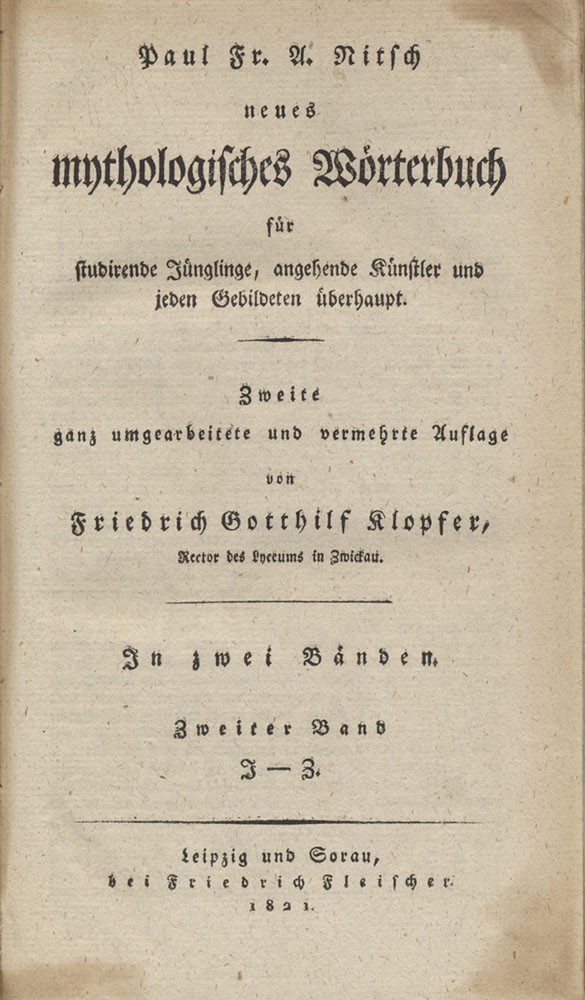 Paul Fr. A. Nitsch
neues
mythologisches Wörterbuch
für
studirende Jünglinge, angehende Künstler und
jeden Gebildeten überhaupt.
Zweite
ganz umgearbeitete und vermehrte Auflage
von
Friedrich Gotthilf Klopfer,
Rector des Lyceums in Zwickau.
In zwei Bänden.
Zweiter Band
J — Z.
Leipzig und Sorau,
bei Friedrich Fleischer.
1821.